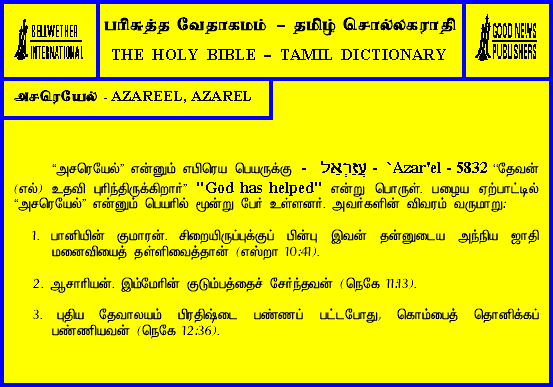 BELLWETHER
INTERNATIONAL
பரிசுத்த வேதாகமம் – தமிழ் சொல்லகராதி
THE HOLY BIBLE – TAMIL DICTIONARY
GOOD NEWS
PUBLISHERS
அசரெயேல் - AZAREEL, AZAREL
“அசரெயேல்” என்னும் எபிரெய பெயருக்கு - עֲזַרְאֵל - `Azar'el - 5832 “தேவன்
(எல்) உதவி புரிந்திருக்கிறார்” "God has helped" என்று பொருள். பழைய ஏற்பாட்டில்
“அசரெயேல்” என்னும் பெயரில் மூன்று பேர் உள்ளனர். அவர்களின் விவரம் வருமாறு:
1. பானியின் குமாரன். சிறையிருப்புக்குப் பின்பு இவன் தன்னுடைய அந்நிய ஜாதி
மனைவியைத் தள்ளிவைத்தான் (எஸ்றா 10:41).
2. ஆசாரியன். இம்மேரின் குடும்பத்தைச் சேர்ந்தவன் (நெகே 11:13).
3. புதிய தேவாலயம் பிரதிஷ்டை பண்ணப் பட்டபோது, கொம்பைத் தொனிக்கப்
பண்ணியவன் (நெகே 12:36).